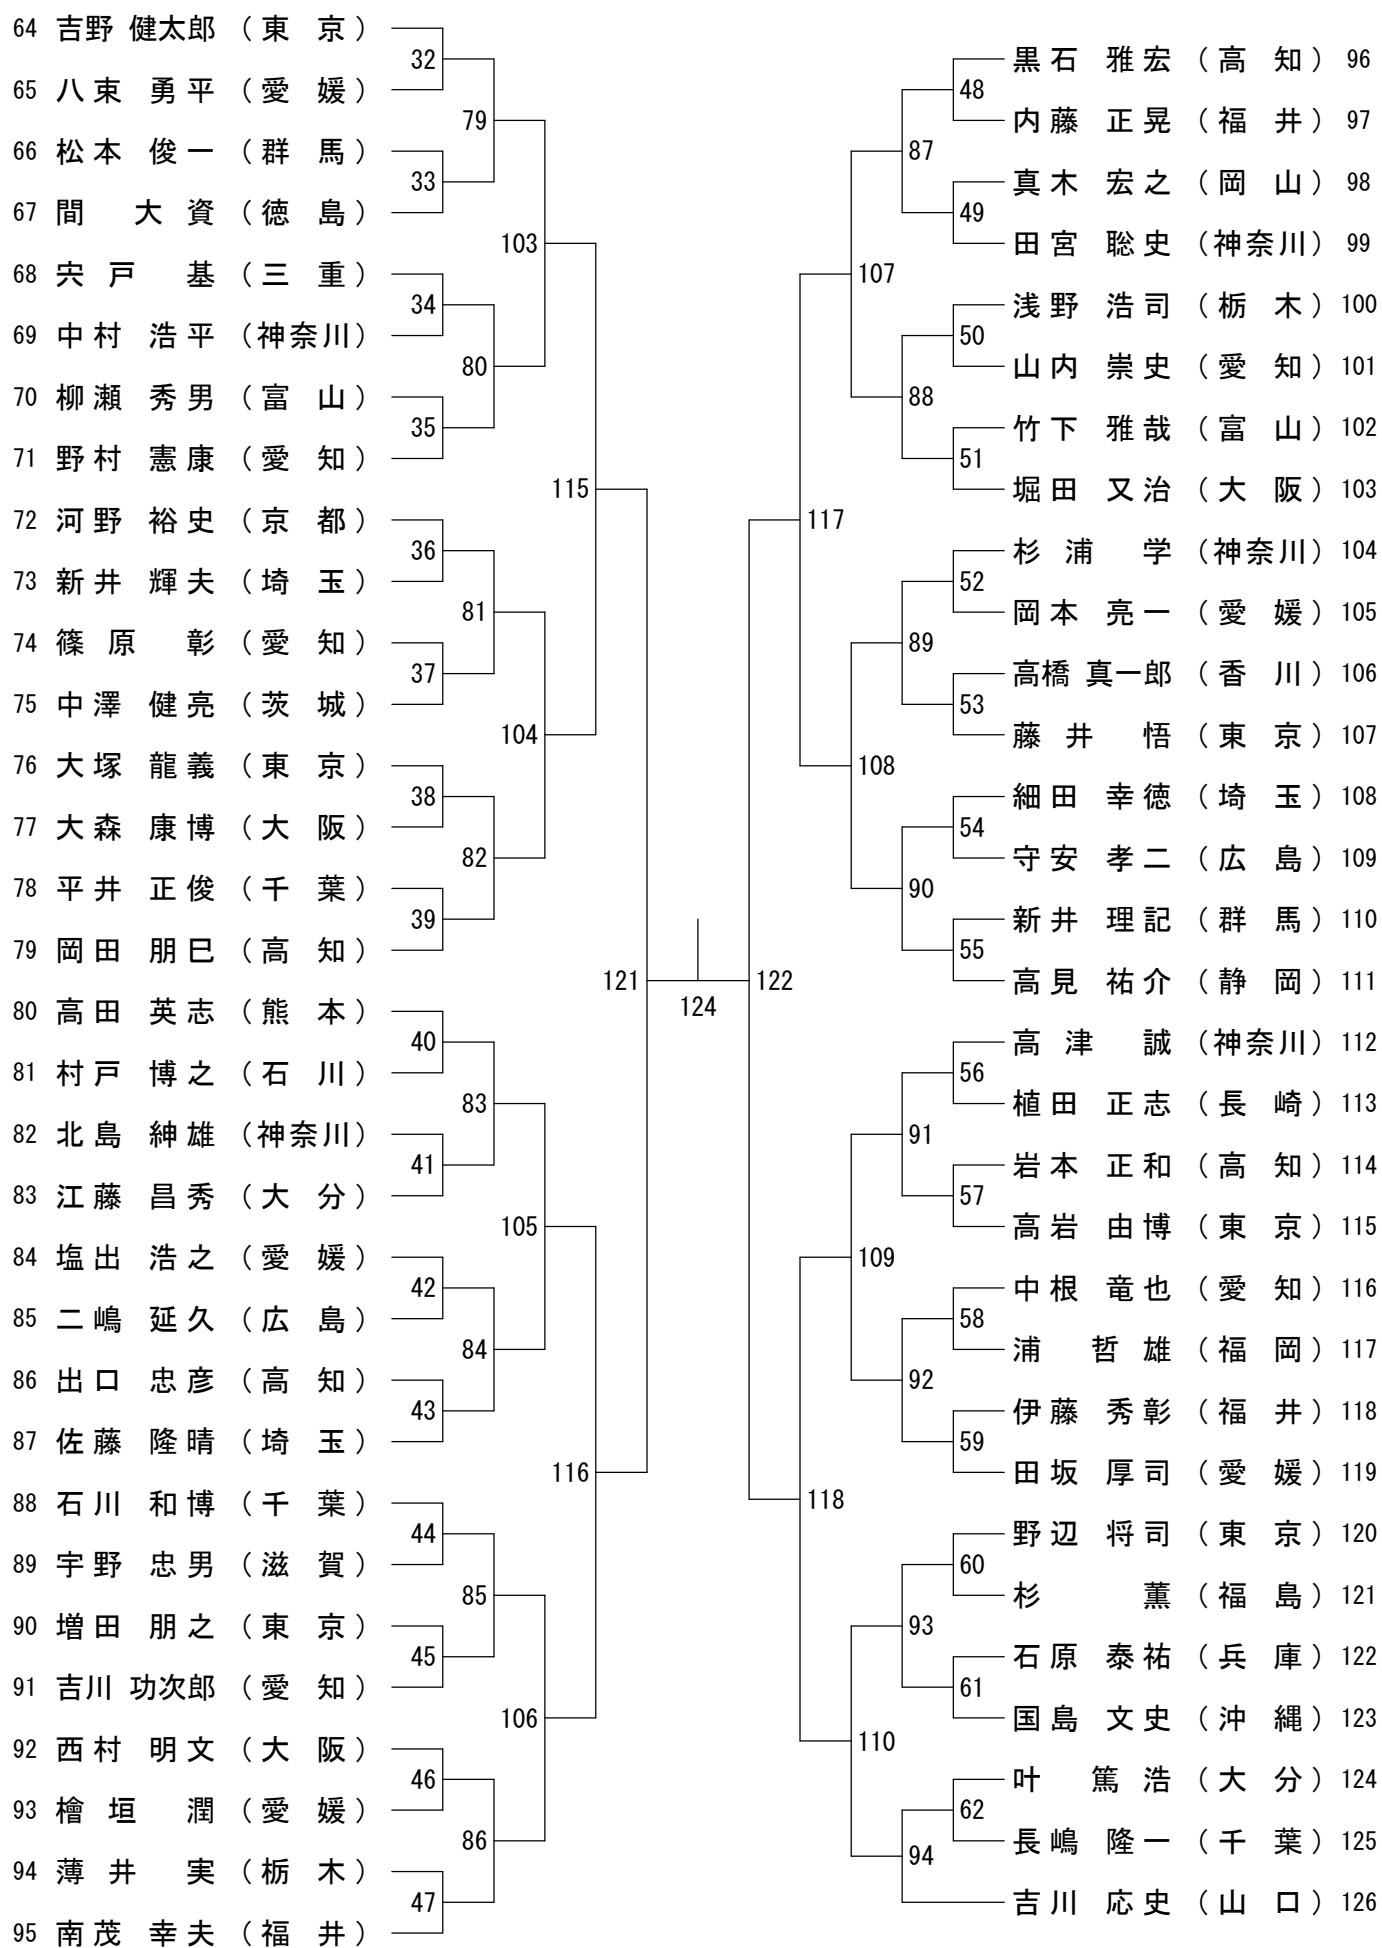 64 吉野 健太郎 （東 京）
32
65 八束 勇平 （愛 媛）
79
66 松本 俊一 （群 馬）
33
67 間 大資 （徳 島）
103
68 宍戸 基 （三 重）
34
69 中村 浩平 （神奈川）
80
70 柳瀬 秀男 （富 山）
35
71 野村 憲康 （愛 知）
115
72 河野 裕史 （京 都）
36
73 新井 輝夫 （埼 玉）
81
74 篠原 彰 （愛 知）
37
75 中澤 健亮 （茨 城）
104
76 大塚 龍義 （東 京）
38
77 大森 康博 （大 阪）
82
78 平井 正俊 （千 葉）
39
79 岡田 朋巳 （高 知）
121
80 高田 英志 （熊 本）
40
81 村戸 博之 （石 川）
83
82 北島 紳雄 （神奈川）
41
83 江藤 昌秀 （大 分）
105
84 塩出 浩之 （愛 媛）
42
85 二嶋 延久 （広 島）
84
86 出口 忠彦 （高 知）
43
87 佐藤 隆晴 （埼 玉）
116
88 石川 和博 （千 葉）
44
89 宇野 忠男 （滋 賀）
85
90 増田 朋之 （東 京）
45
91 吉川 功次郎 （愛 知）
106
92 西村 明文 （大 阪）
46
93 檜垣 潤 （愛 媛）
86
94 薄井 実 （栃 木）
47
95 南茂 幸夫 （福 井）
124
黒石 雅宏 （高 知） 96
48
内藤 正晃 （福 井） 97
87
真木 宏之 （岡 山） 98
49
田宮 聡史 （神奈川） 99
107
浅野 浩司 （栃 木） 100
50
山内 崇史 （愛 知） 101
88
竹下 雅哉 （富 山） 102
51
堀田 又治 （大 阪） 103
117
杉浦 学 （神奈川） 104
52
岡本 亮一 （愛 媛） 105
89
高橋 真一郎 （香 川） 106
53
藤井 悟 （東 京） 107
108
細田 幸徳 （埼 玉） 108
54
守安 孝二 （広 島） 109
90
新井 理記 （群 馬） 110
55
高見 祐介 （静 岡） 111
122
高津 誠 （神奈川） 112
56
植田 正志 （長 崎） 113
91
岩本 正和 （高 知） 114
57
高岩 由博 （東 京） 115
109
中根 竜也 （愛 知） 116
58
浦 哲雄 （福 岡） 117
92
伊藤 秀彰 （福 井） 118
59
田坂 厚司 （愛 媛） 119
118
野辺 将司 （東 京） 120
60
杉 薫 （福 島） 121
93
石原 泰祐 （兵 庫） 122
61
国島 文史 （沖 縄） 123
110
叶 篤浩 （大 分） 124
62
長嶋 隆一 （千 葉） 125
94
吉川 応史 （山 口） 126